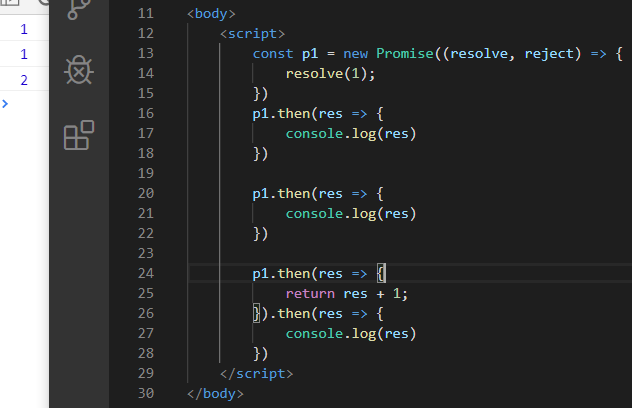 1
1
2
>
11 <body>
12     <script>
13         const p1 = new Promise((resolve, reject) => {
14             resolve(1);
15         })
16         p1.then(res => {
17             console.log(res)
18         })
19
20         p1.then(res => {
21             console.log(res)
22         })
23
24         p1.then(res => {
25             return res + 1;
26         }).then(res => {
27             console.log(res)
28         })
29     </script>
30 </body>